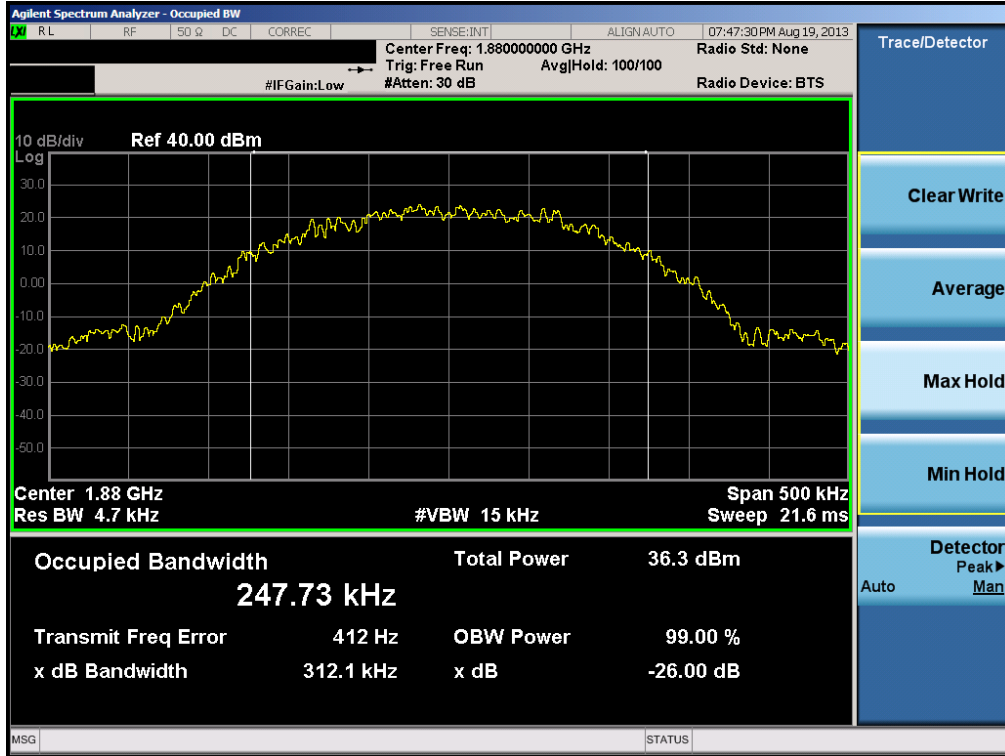 Agilent Spectrum Analyzer - Occupied BW
LXI RL RF 50 Ω DC CORREC SENSE:INT ALIGN AUTO 07:47:30 PM Aug 19, 2013
Center Freq: 1.880000000 GHz Radio Std: None
Trig: Free Run Avg|Hold: 100/100
#IFGain:Low #Atten: 30 dB Radio Device: BTS
10 dB/div Ref 40.00 dBm
Log
30.0
20.0
10.0
0.00
-10.0
-20.0
-30.0
-40.0
-50.0
Center 1.88 GHz Span 500 kHz
Res BW 4.7 kHz #VBW 15 kHz Sweep 21.6 ms
Occupied Bandwidth Total Power 36.3 dBm
247.73 kHz
Transmit Freq Error 412 Hz OBW Power 99.00 %
x dB Bandwidth 312.1 kHz x dB -26.00 dB
MSG STATUS
Trace/Detector
Clear Write
Average
Max Hold
Min Hold
Detector
Peak▶
Auto Man